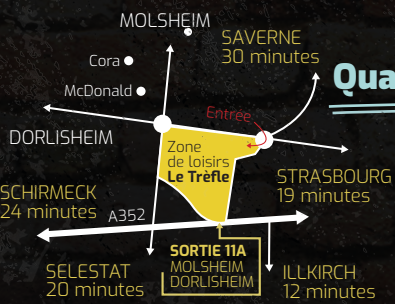 MOLSHEIM
SAVERNE
30 minutes
Cora
McDonald
Qua
Entrée
DORLISHEIM
Zone
de loisirs
Le Trèfle
STRASBOURG
19 minutes
SCHIRMECK
24 minutes
A352
SORTIE 11A
MOLSHEIM
DORLISHEIM
SELESTAT
20 minutes
ILLKIRCH
12 minutes